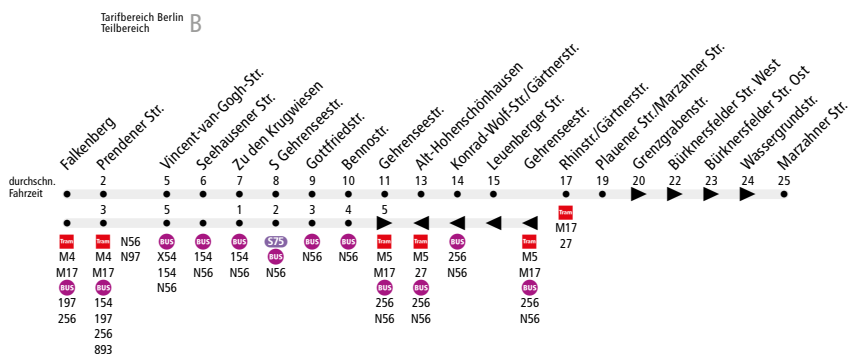 Tarifbereich Berlin
Teilbereich B
Falkenberg
Prendener Str.
Vincent-van-Gogh-Str.
Seehausener Str.
Zu den Krugwiesen
S Gehrenseestr.
Gottfriedstr.
Bennostr.
Gehrenseestr.
Alt-Hohenschönhausen
Konrad-Wolf-Str./Gärtnerstr.
Leuenberger Str.
Gehrenseestr.
Rhinstr./Gärtnerstr.
Plauener Str./Marzahner Str.
Grenzgrabenstr.
Bürknersfelder Str. West
Bürknersfelder Str. Ost
Wassergrundstr.
Marzahner Str.
durchschn. 2 5 6 7 8 9 10 11 13 14 15 17 19 20 22 23 24 25
Fahrzeit
3 5 1 2 3 4 5
Tram
M4
M17
BUS
197
256
Tram
M4
M17
BUS
154
197
256
893
N56
N97
BUS
X54
154
N56
BUS
154
N56
BUS
154
N56
S75
BUS
N56
BUS
N56
BUS
N56
Tram
M5
M17
BUS
256
N56
Tram
M5
27
BUS
256
N56
BUS
256
N56
Tram
M5
M17
BUS
256
N56
Tram
M17
27